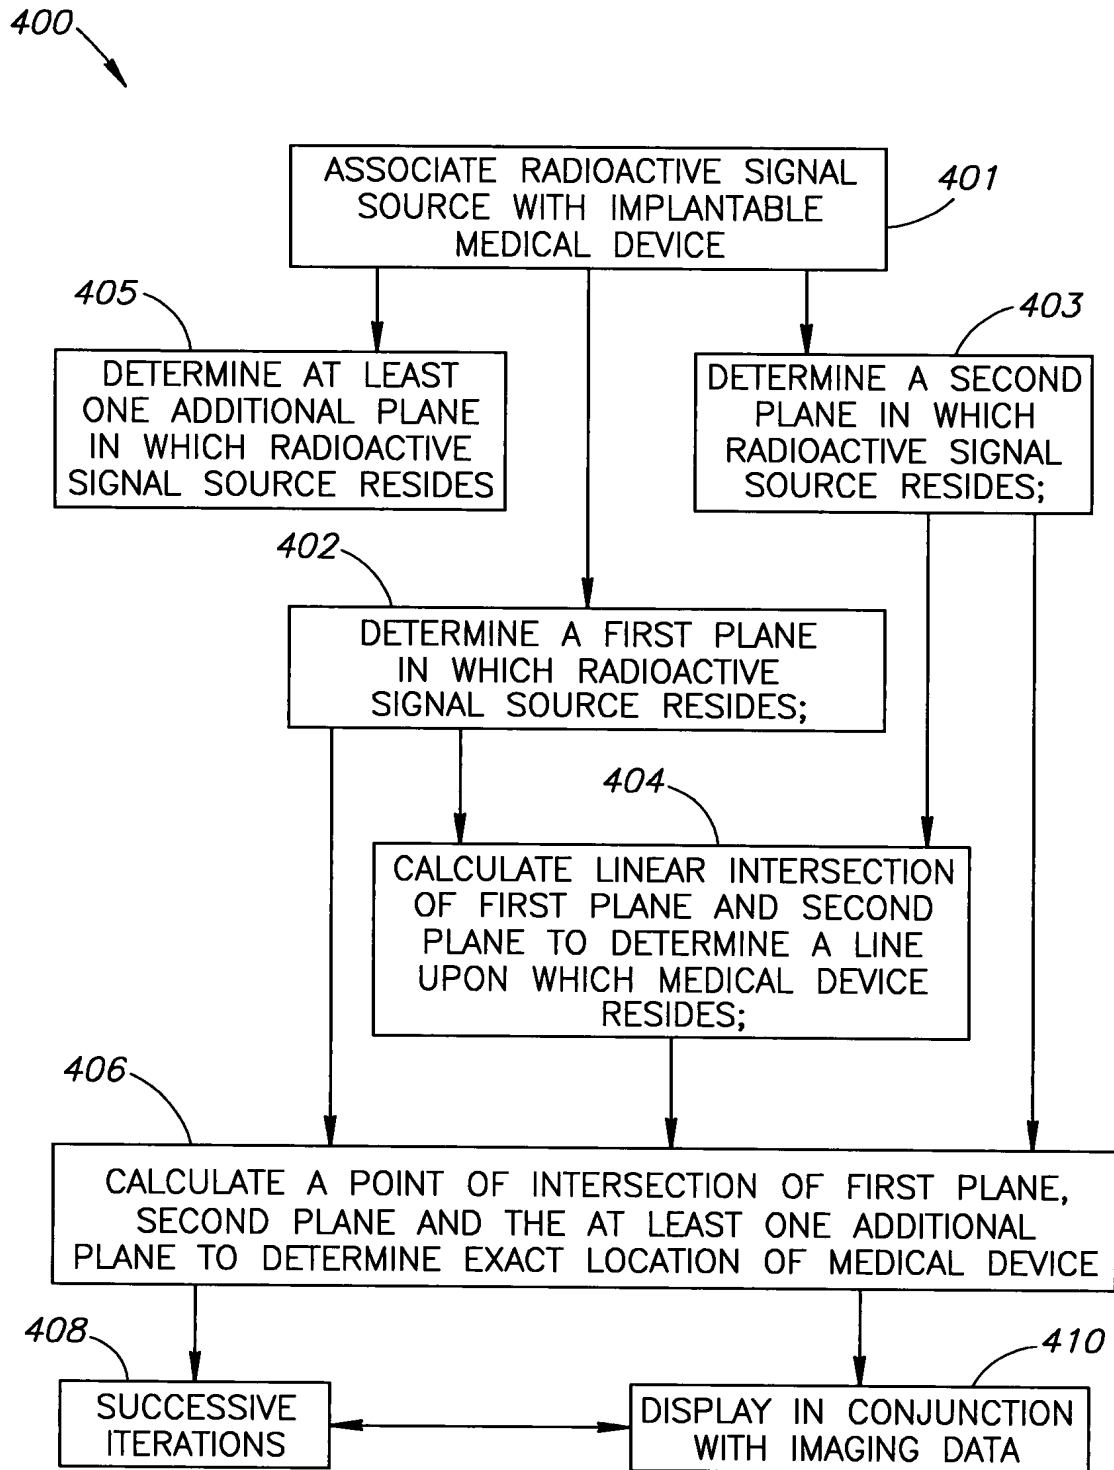 400
ASSOCIATE RADIOACTIVE SIGNAL
SOURCE WITH IMPLANTABLE
MEDICAL DEVICE
401
405
DETERMINE AT LEAST
ONE ADDITIONAL PLANE
IN WHICH RADIOACTIVE
SIGNAL SOURCE RESIDES
403
DETERMINE A SECOND
PLANE IN WHICH
RADIOACTIVE SIGNAL
SOURCE RESIDES;
402
DETERMINE A FIRST PLANE
IN WHICH RADIOACTIVE
SIGNAL SOURCE RESIDES;
404
CALCULATE LINEAR INTERSECTION
OF FIRST PLANE AND SECOND
PLANE TO DETERMINE A LINE
UPON WHICH MEDICAL DEVICE
RESIDES;
406
CALCULATE A POINT OF INTERSECTION OF FIRST PLANE,
SECOND PLANE AND THE AT LEAST ONE ADDITIONAL
PLANE TO DETERMINE EXACT LOCATION OF MEDICAL DEVICE
408
SUCCESSIVE
ITERATIONS
410
DISPLAY IN CONJUNCTION
WITH IMAGING DATA